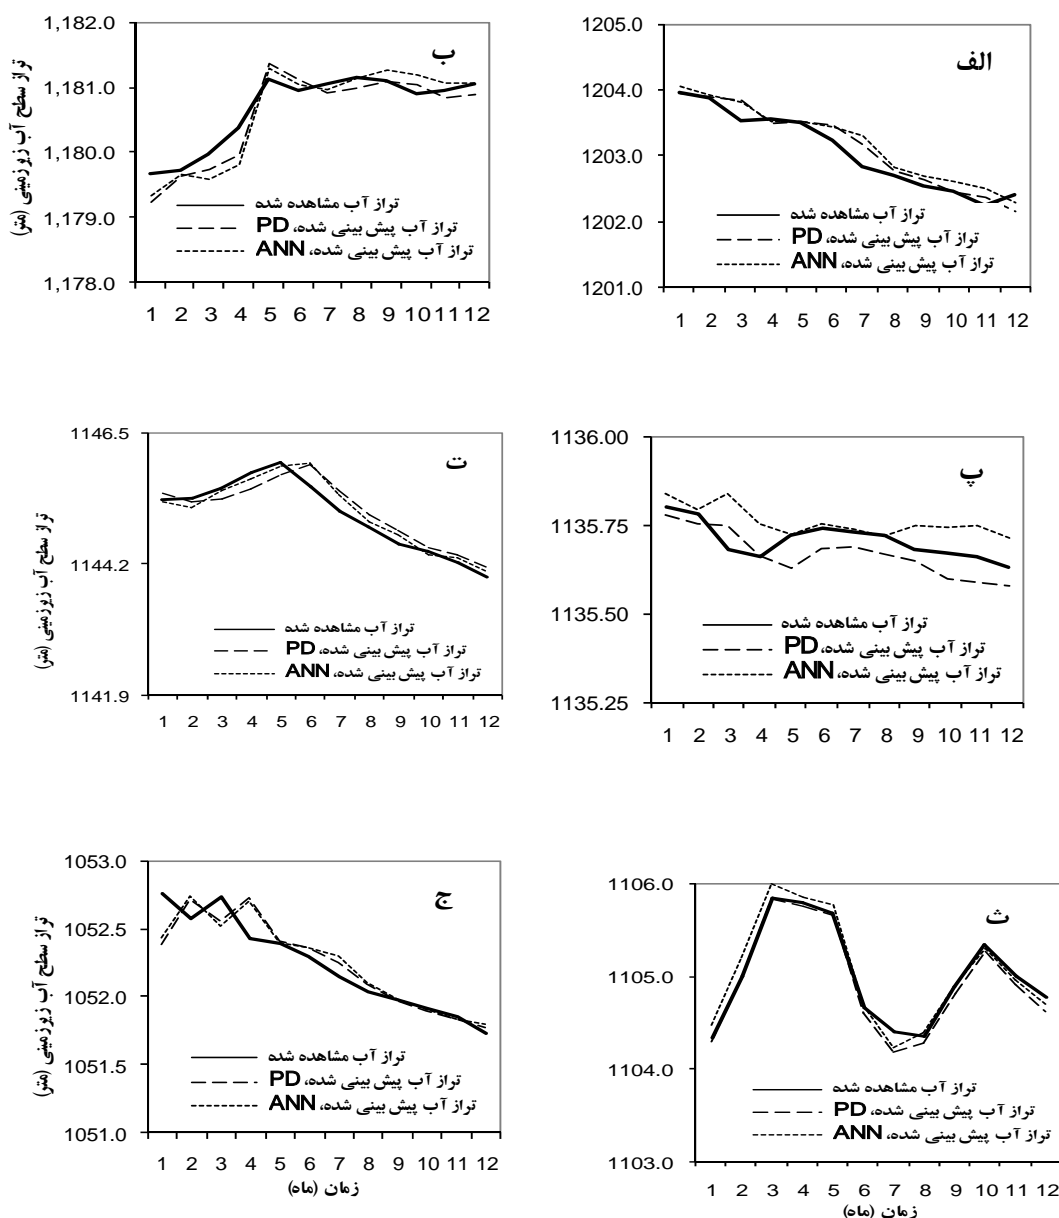 الف
1205.0
1204.0
1203.0
1202.0
1201.0
تراز آب مشاهده شده
تراز آب پیش بینی شده، PD
تراز آب پیش بینی شده، ANN
1 2 3 4 5 6 7 8 9 10 11 12
ب
تراز سطح آب زیرزمینی (متر)
1,182.0
1,181.0
1,180.0
1,179.0
1,178.0
تراز آب مشاهده شده
تراز آب پیش بینی شده، PD
تراز آب پیش بینی شده، ANN
1 2 3 4 5 6 7 8 9 10 11 12
پ
1136.00
1135.75
1135.50
1135.25
تراز آب مشاهده شده
تراز آب پیش بینی شده، PD
تراز آب پیش بینی شده، ANN
1 2 3 4 5 6 7 8 9 10 11 12
ت
تراز سطح آب زیرزمینی (متر)
1146.5
1144.2
1141.9
تراز آب مشاهده شده
تراز آب پیش بینی شده، PD
تراز آب پیش بینی شده، ANN
1 2 3 4 5 6 7 8 9 10 11 12
ث
1106.0
1105.0
1104.0
1103.0
تراز آب مشاهده شده
تراز آب پیش بینی شده، PD
تراز آب پیش بینی شده، ANN
1 2 3 4 5 6 7 8 9 10 11 12
زمان (ماه)
ج
تراز سطح آب زیرزمینی (متر)
1053.0
1052.5
1052.0
1051.5
1051.0
تراز آب مشاهده شده
تراز آب پیش بینی شده، PD
تراز آب پیش بینی شده، ANN
1 2 3 4 5 6 7 8 9 10 11 12
زمان (ماه)